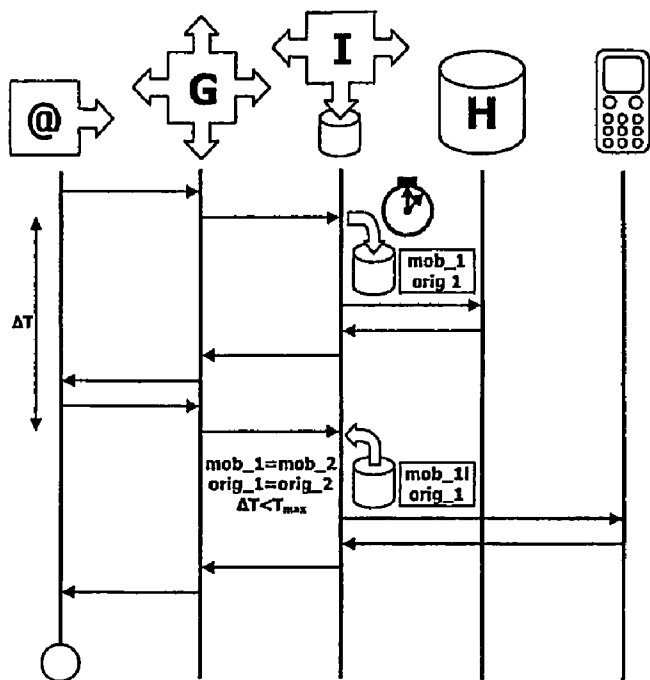 @
G
I
H
mob_1
orig 1
ΔT
mob_1=mob_2
orig_1=orig_2
ΔT<Tmax
mob_1l
orig_1